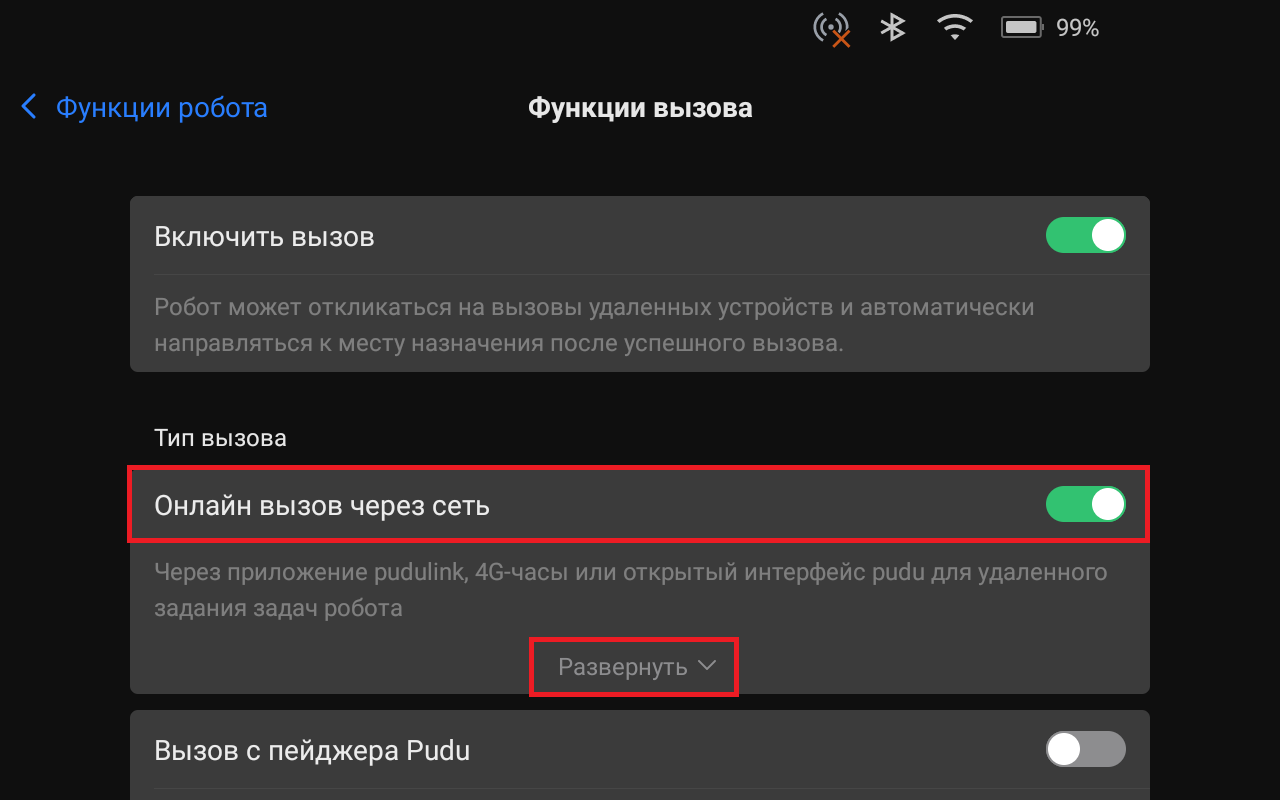 99%
Функции робота
Функции вызова
Включить вызов
Робот может откликаться на вызовы удаленных устройств и автоматически
направляться к месту назначения после успешного вызова.
Тип вызова
Онлайн вызов через сеть
Через приложение pudulink, 4G-часы или открытый интерфейс pudu для удаленного
задания задач робота
Развернуть
Вызов с пейджера Pudu